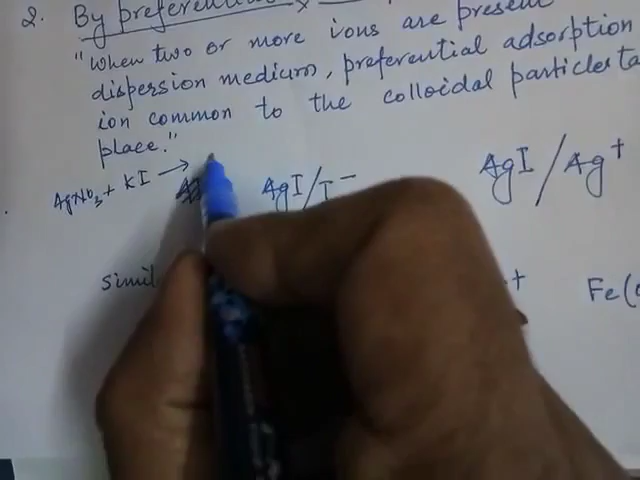 2. By preferential
"When two or more ions are present
dispersion medium, preferential adsorption
ion common to the colloidal particles ta
place."
AgNO3 + KI → AgI/I⁻ AgI/Ag⁺
simil + Fe(